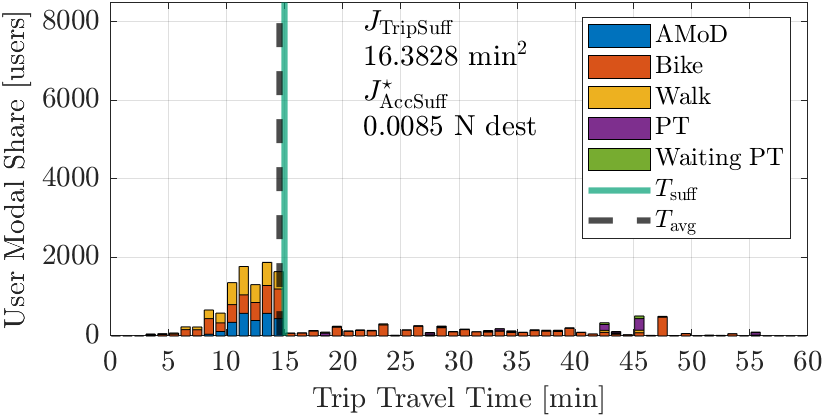 User Modal Share [users]
8000
6000
4000
2000
0
J_TripSuff
16.3828 min²
J*_AccSuff
0.0085 N dest
AMoD
Bike
Walk
PT
Waiting PT
T_suff
T_avg
0 5 10 15 20 25 30 35 40 45 50 55 60
Trip Travel Time [min]